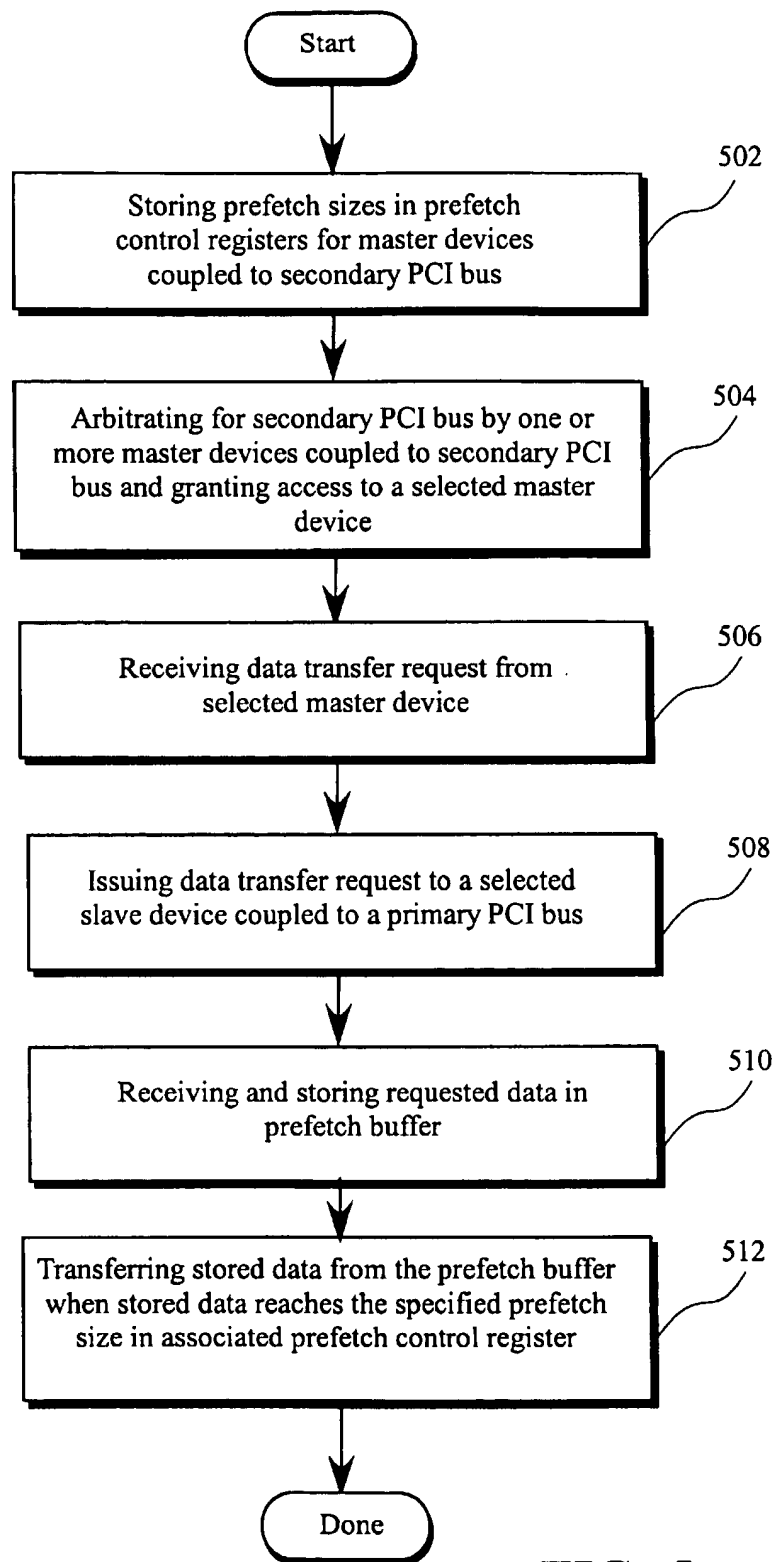 Start
502
Storing prefetch sizes in prefetch
control registers for master devices
coupled to secondary PCI bus
504
Arbitrating for secondary PCI bus by one or
more master devices coupled to secondary PCI
bus and granting access to a selected master
device
506
Receiving data transfer request from
selected master device
508
Issuing data transfer request to a selected
slave device coupled to a primary PCI bus
510
Receiving and storing requested data in
prefetch buffer
512
Transferring stored data from the prefetch buffer
when stored data reaches the specified prefetch
size in associated prefetch control register
Done